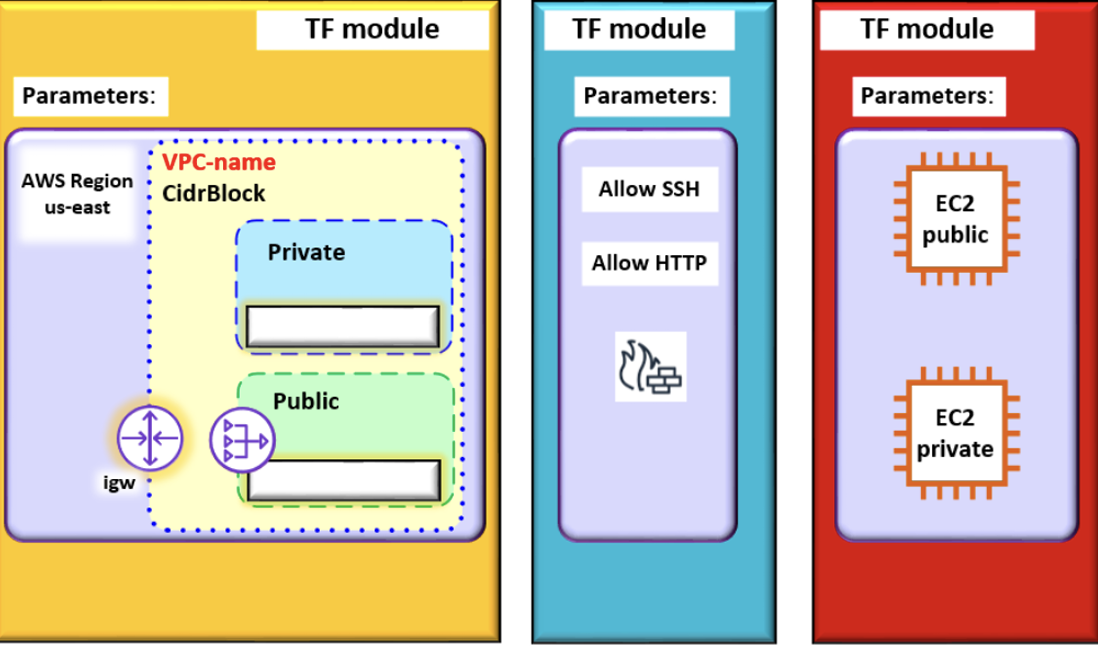 TF module
Parameters:
AWS Region
us-east
VPC-name
CidrBlock
Private
Public
igw
TF module
Parameters:
Allow SSH
Allow HTTP
TF module
Parameters:
EC2
public
EC2
private